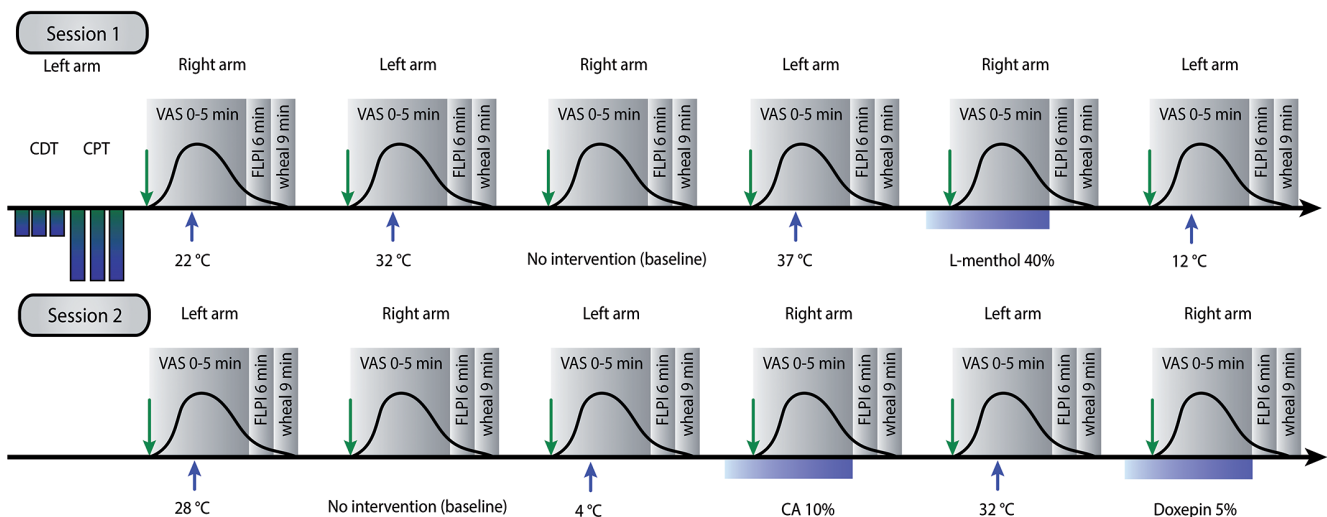 Session 1
Left arm
Right arm
Left arm
Right arm
Left arm
Right arm
Left arm
CDT
CPT
VAS 0-5 min
FLPI 6 min
wheal 9 min
VAS 0-5 min
FLPI 6 min
wheal 9 min
VAS 0-5 min
FLPI 6 min
wheal 9 min
VAS 0-5 min
FLPI 6 min
wheal 9 min
VAS 0-5 min
FLPI 6 min
wheal 9 min
VAS 0-5 min
FLPI 6 min
wheal 9 min
22 °C
32 °C
No intervention (baseline)
37 °C
L-menthol 40%
12 °C
Session 2
Left arm
Right arm
Left arm
Right arm
Left arm
Right arm
VAS 0-5 min
FLPI 6 min
wheal 9 min
VAS 0-5 min
FLPI 6 min
wheal 9 min
VAS 0-5 min
FLPI 6 min
wheal 9 min
VAS 0-5 min
FLPI 6 min
wheal 9 min
VAS 0-5 min
FLPI 6 min
wheal 9 min
VAS 0-5 min
FLPI 6 min
wheal 9 min
28 °C
No intervention (baseline)
4 °C
CA 10%
32 °C
Doxepin 5%